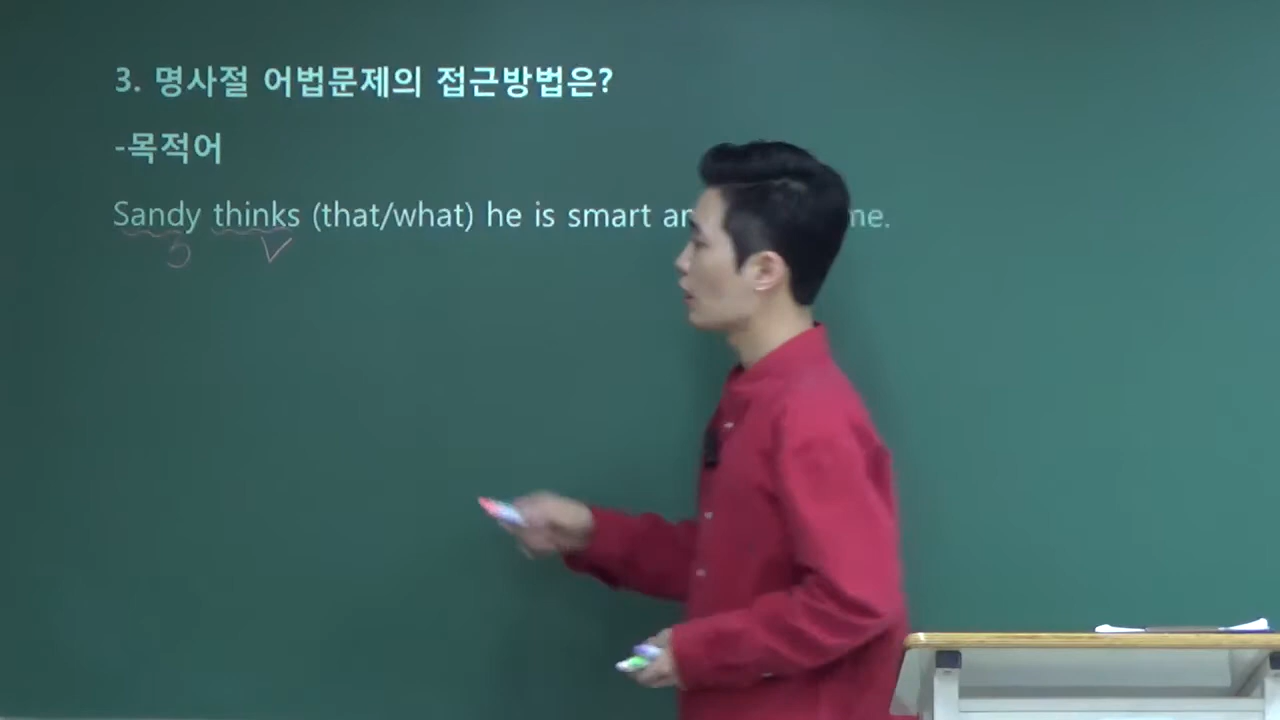 3. 명사절 어법문제의 접근방법은?
-목적어
Sandy thinks (that/what) he is smart
V